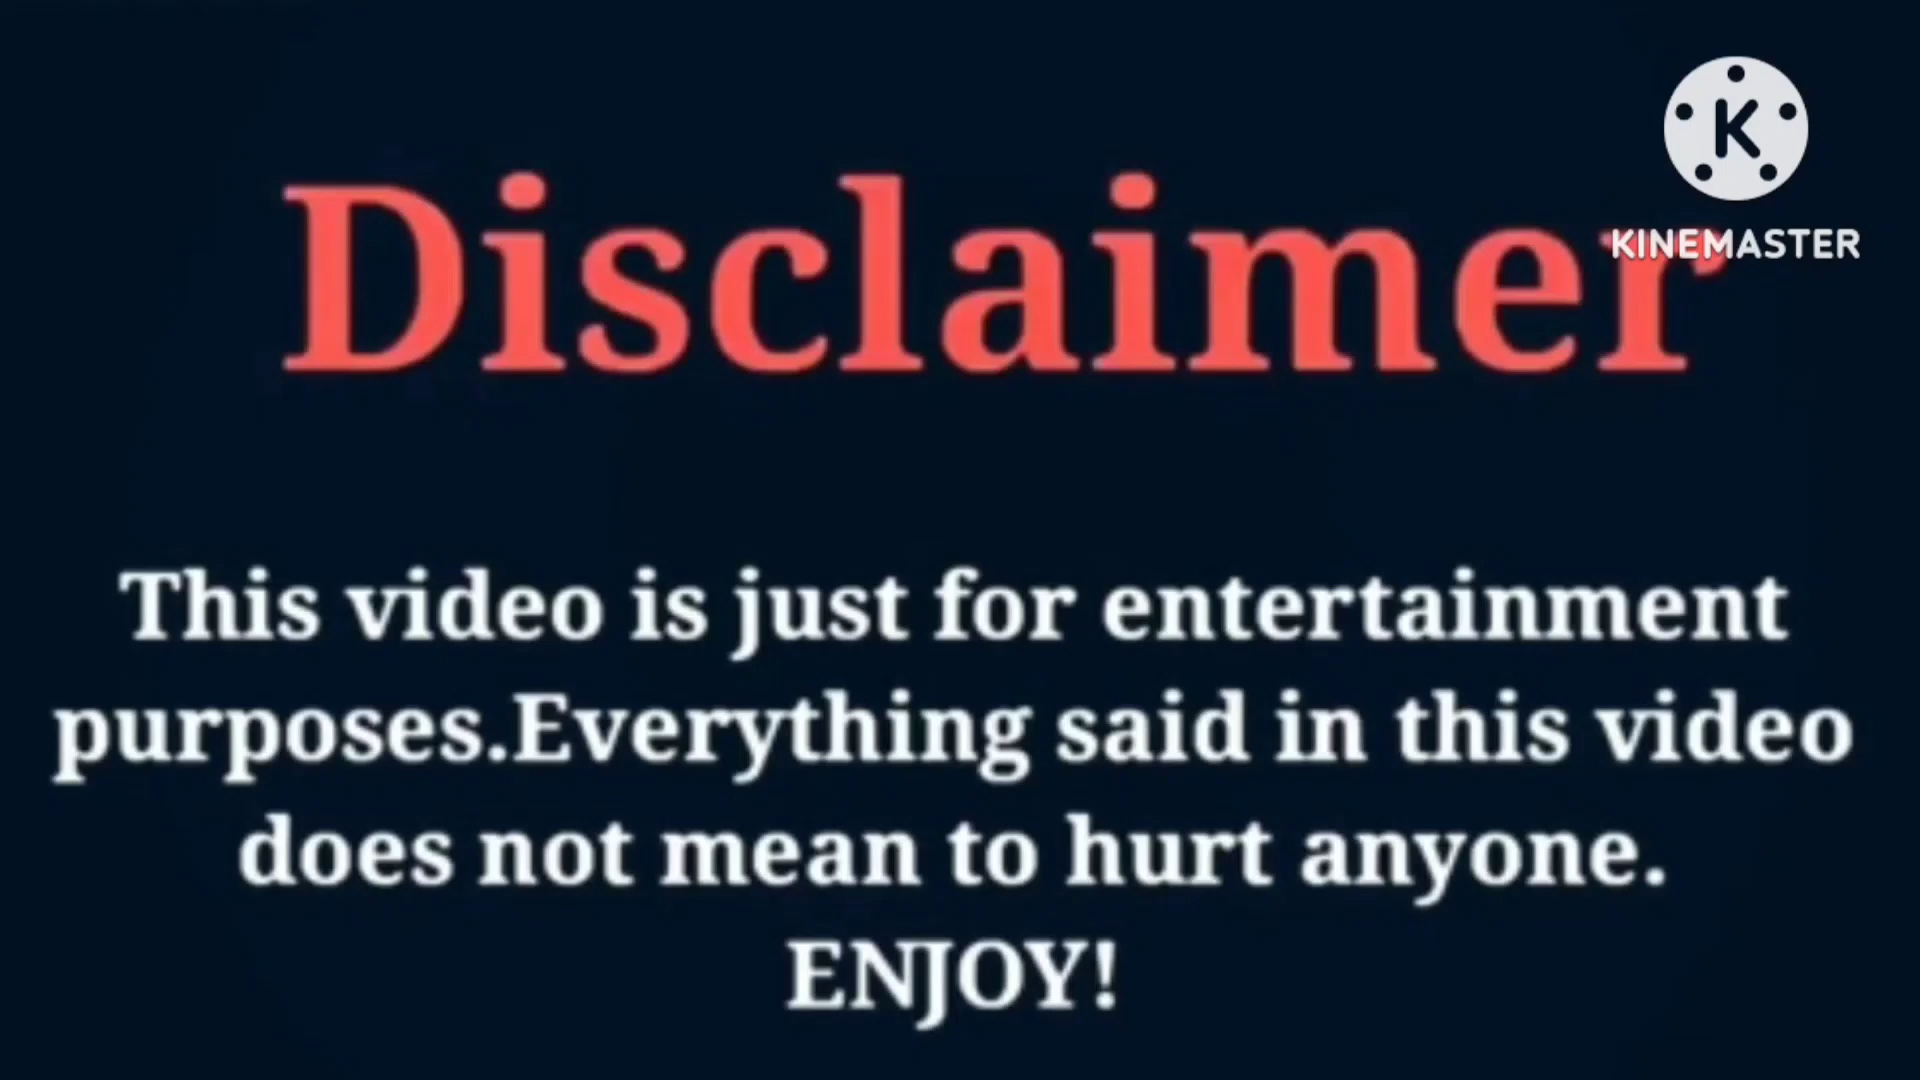 K
KINEMASTER
Disclaimer
This video is just for entertainment
purposes.Everything said in this video
does not mean to hurt anyone.
ENJOY!